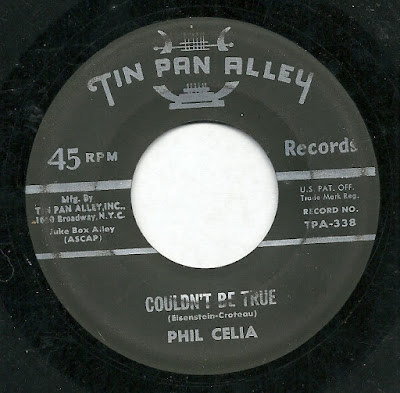 TIN PAN ALLEY
45 RPM
Records
Mfg. By
TIN PAN ALLEY, INC.
1650 Broadway, N.Y.C.
Juke Box Alley
(ASCAP)
U.S. PAT. OFF.
Trade Mark Reg.
RECORD NO.
TPA-338
COULDN'T BE TRUE
(Eisenstein-Croteau)
PHIL CELIA